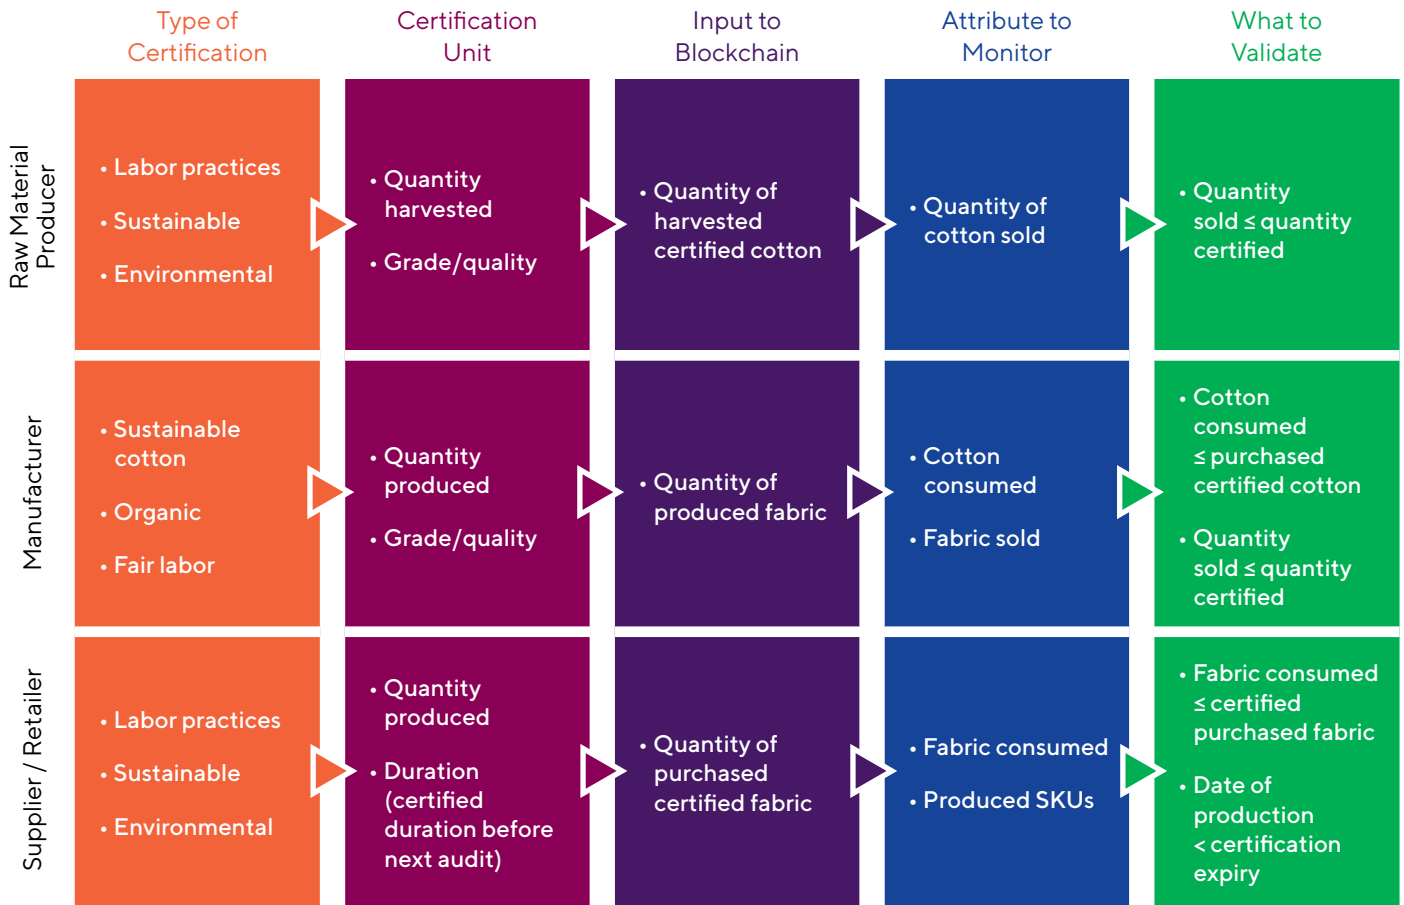 Type of
Certification
Certification
Unit
Input to
Blockchain
Attribute to
Monitor
What to
Validate
Raw Material
Producer
• Labor practices
• Sustainable
• Environmental
• Quantity
harvested
• Grade/quality
• Quantity of
harvested
certified cotton
• Quantity of
cotton sold
• Quantity
sold ≤ quantity
certified
Manufacturer
• Sustainable
cotton
• Organic
• Fair labor
• Quantity
produced
• Grade/quality
• Quantity of
produced fabric
• Cotton
consumed
• Fabric sold
• Cotton
consumed
≤ purchased
certified cotton
• Quantity
sold ≤ quantity
certified
Supplier / Retailer
• Labor practices
• Sustainable
• Environmental
• Quantity
produced
• Duration
(certified
duration before
next audit)
• Quantity of
purchased
certified fabric
• Fabric consumed
• Produced SKUs
• Fabric consumed
≤ certified
purchased fabric
• Date of
production
< certification
expiry